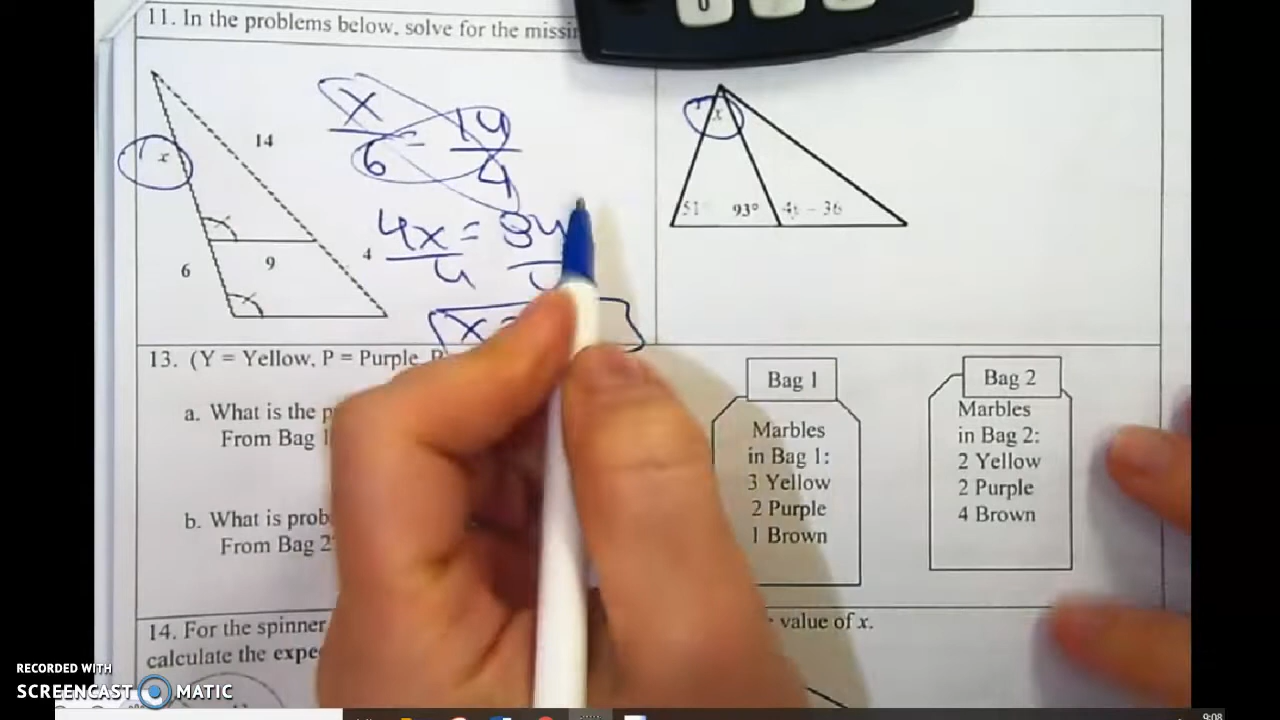 11. In the problems below, solve for the
x
14
6
9
4
x
6
=
14
4
4x = 84
4
x =
x
51
93°
4y - 36
13. (Y = Yellow, P = Purple,
a. What is the
From Bag 1
b. What is
From Bag 2
Bag 1
Marbles
in Bag 1:
3 Yellow
2 Purple
1 Brown
Bag 2
Marbles
in Bag 2:
2 Yellow
2 Purple
4 Brown
14. For the spinner
value of x.
calculate the
RECORDED WITH
SCREENCAST MATIC
9:08